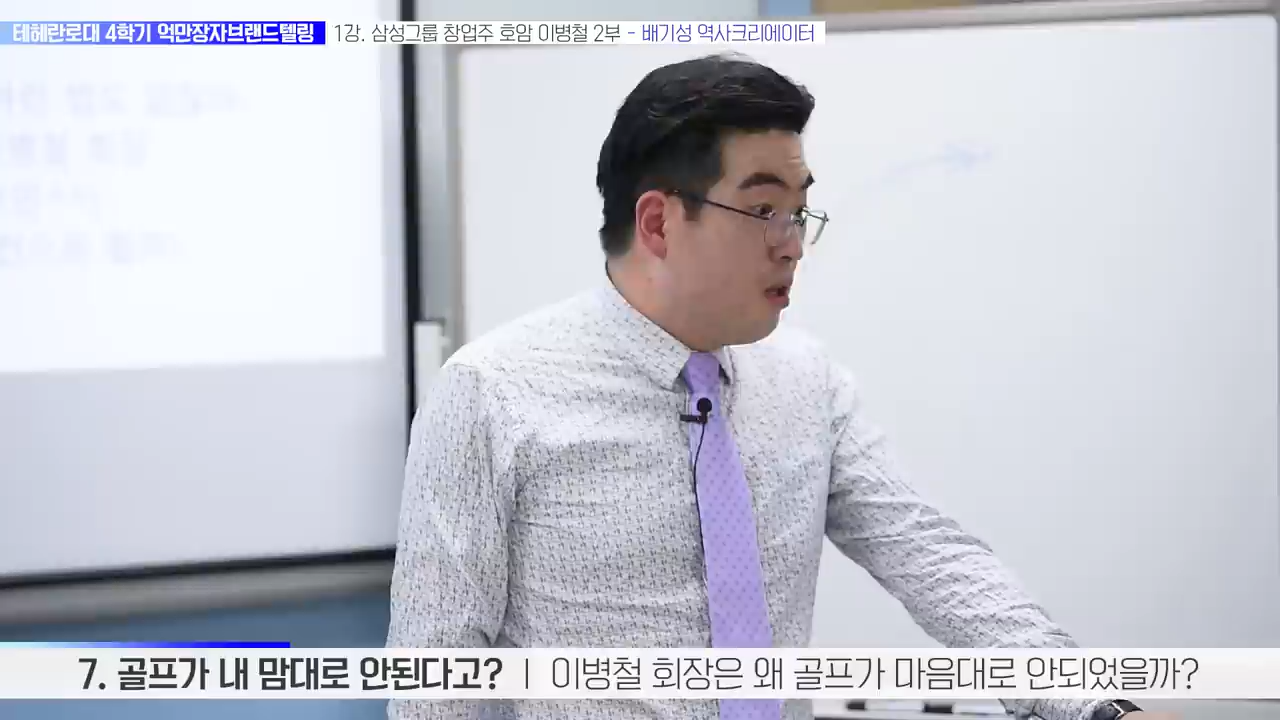 테헤란로대 4학기 억만장자브랜드텔링 1강. 삼성그룹 창업주 호암 이병철 2부 - 배기성 역사크리에이터
7. 골프가 내 맘대로 안된다고? | 이병철 회장은 왜 골프가 마음대로 안되었을까?